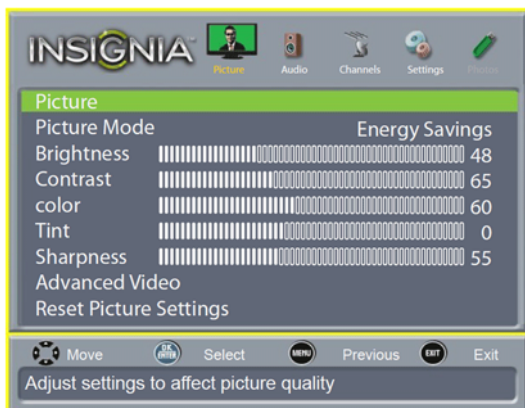 INSIGNIA
Picture Audio Channels Settings Photos
Picture
Picture Mode Energy Savings
Brightness 48
Contrast 65
color 60
Tint 0
Sharpness 55
Advanced Video
Reset Picture Settings
Move OK ENTER Select MENU Previous EXIT Exit
Adjust settings to affect picture quality